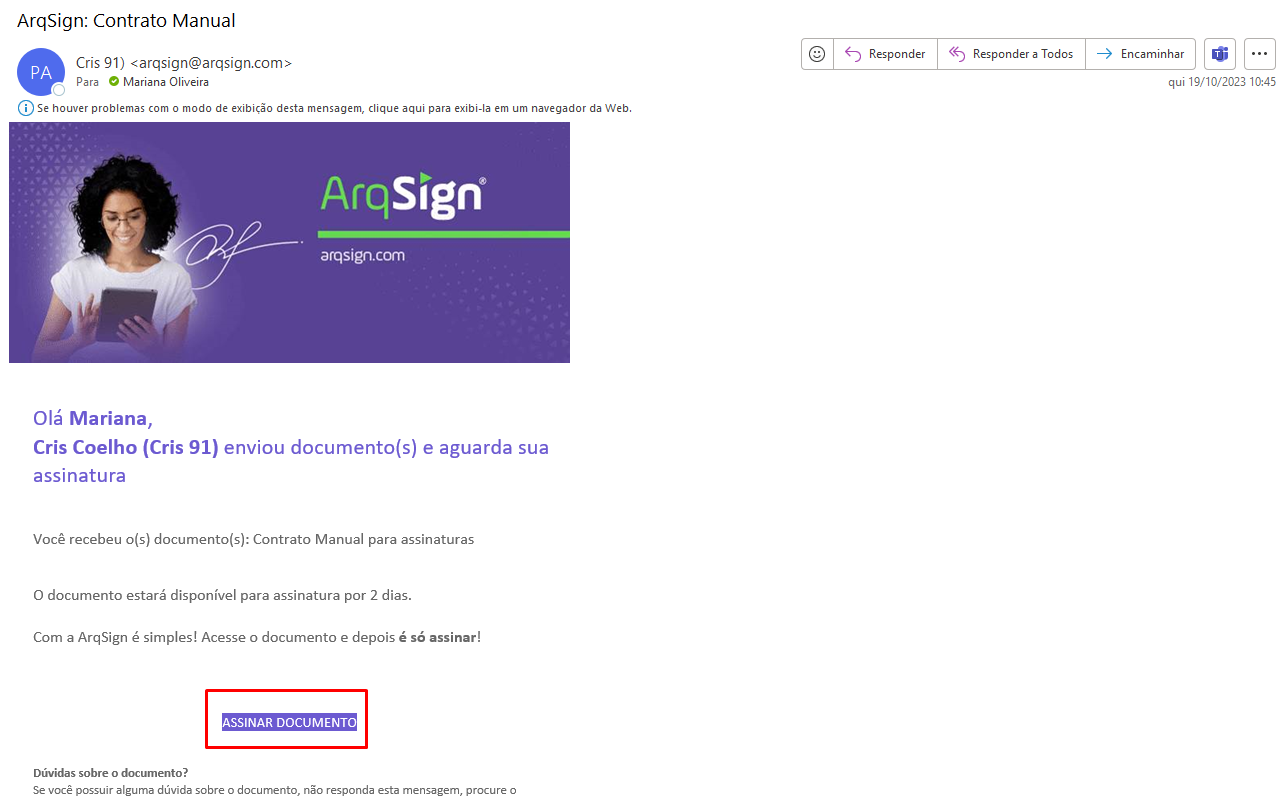 ArqSign: Contrato Manual
PA
Cris 91) <arqsign@arqsign.com>
Para Mariana Oliveira
Responder
Responder a Todos
Encaminhar
qui 19/10/2023 10:45
Se houver problemas com o modo de exibição desta mensagem, clique aqui para exibi-la em um navegador da Web.
ArqSign®
arqsign.com
Olá Mariana,
Cris Coelho (Cris 91) enviou documento(s) e aguarda sua
assinatura
Você recebeu o(s) documento(s): Contrato Manual para assinaturas
O documento estará disponível para assinatura por 2 dias.
Com a ArqSign é simples! Acesse o documento e depois é só assinar!
ASSINAR DOCUMENTO
Dúvidas sobre o documento?
Se você possuir alguma dúvida sobre o documento, não responda esta mensagem, procure o